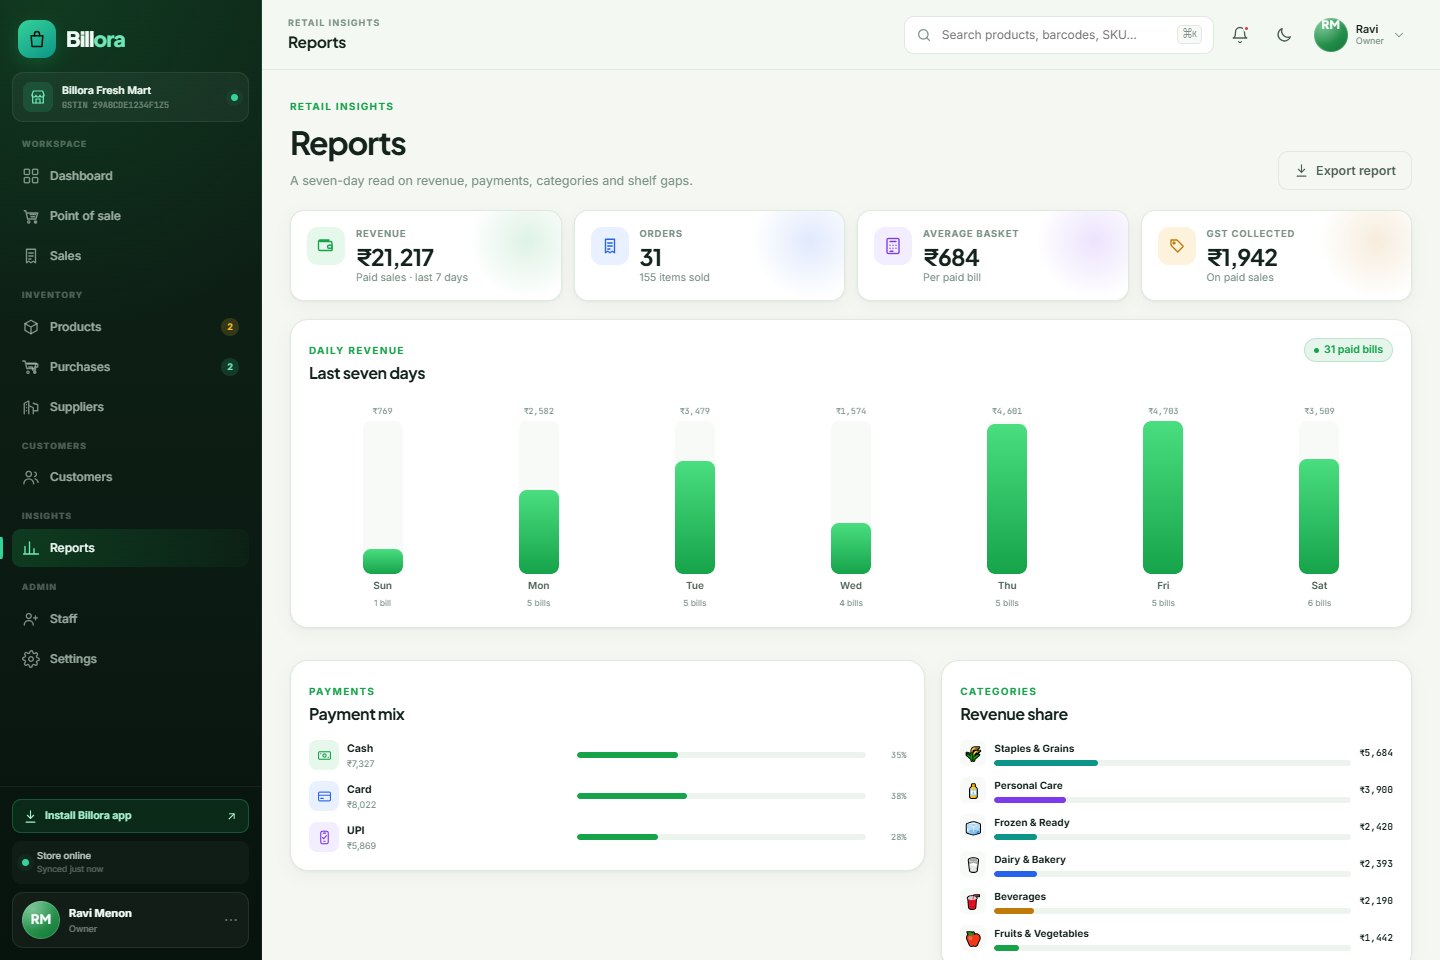 Billora
Billora Fresh Mart
GSTIN 29ABCDE1234F1Z5
WORKSPACE
Dashboard
Point of sale
Sales
INVENTORY
Products 2
Purchases 2
Suppliers
CUSTOMERS
Customers
INSIGHTS
Reports
ADMIN
Staff
Settings
Install Billora app
Store online
Synced just now
RM
Ravi Menon
Owner
RETAIL INSIGHTS
Reports
Search products, barcodes, SKU...
⌘K
RM
Ravi
Owner
RETAIL INSIGHTS
Reports
A seven-day read on revenue, payments, categories and shelf gaps.
Export report
REVENUE
₹21,217
Paid sales · last 7 days
ORDERS
31
155 items sold
AVERAGE BASKET
₹684
Per paid bill
GST COLLECTED
₹1,942
On paid sales
DAILY REVENUE
Last seven days
31 paid bills
₹769 ₹2,582 ₹3,479 ₹1,574 ₹4,601 ₹4,703 ₹3,509
Sun Mon Tue Wed Thu Fri Sat
1 bill 5 bills 5 bills 4 bills 5 bills 5 bills 6 bills
PAYMENTS
Payment mix
Cash
₹7,327
35%
Card
₹8,022
38%
UPI
₹5,869
28%
CATEGORIES
Revenue share
Staples & Grains ₹5,684
Personal Care ₹3,900
Frozen & Ready ₹2,420
Dairy & Bakery ₹2,393
Beverages ₹2,190
Fruits & Vegetables ₹1,442